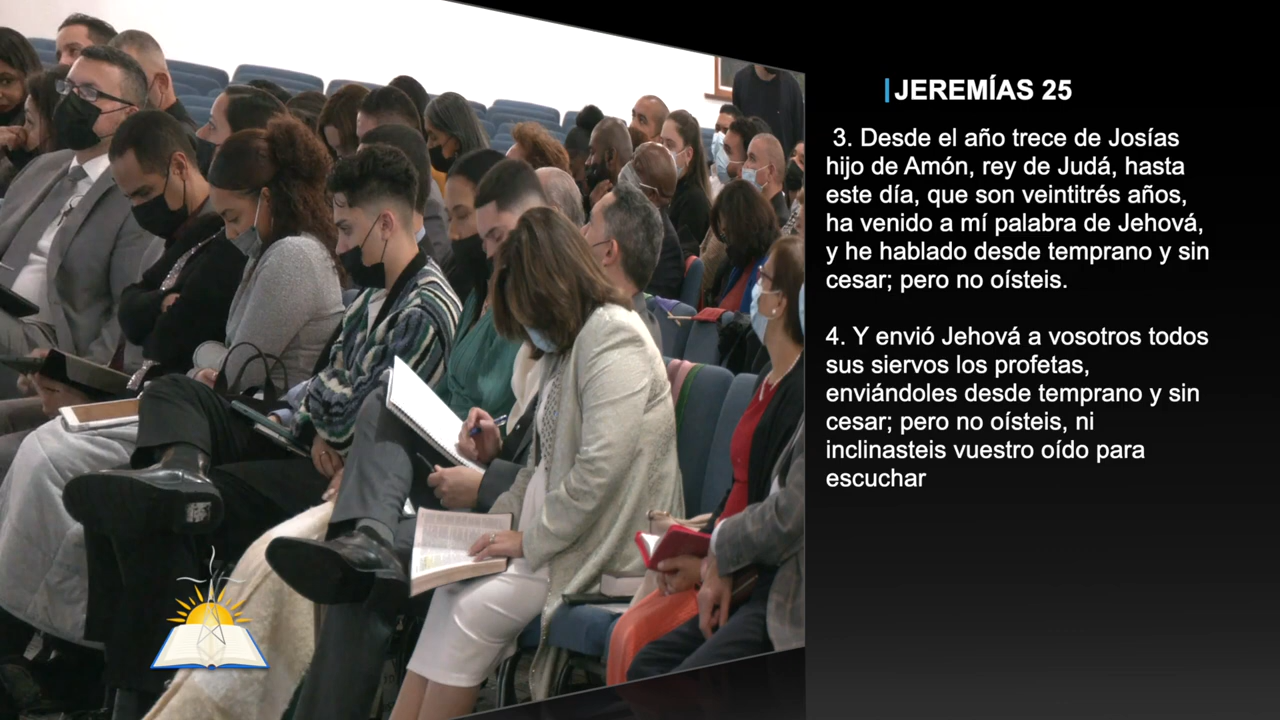 JEREMÍAS 25
3. Desde el año trece de Josías
hijo de Amón, rey de Judá, hasta
este día, que son veintitrés años,
ha venido a mí palabra de Jehová,
y he hablado desde temprano y sin
cesar; pero no oísteis.
4. Y envió Jehová a vosotros todos
sus siervos los profetas,
enviándoles desde temprano y sin
cesar; pero no oísteis, ni
inclinasteis vuestro oído para
escuchar